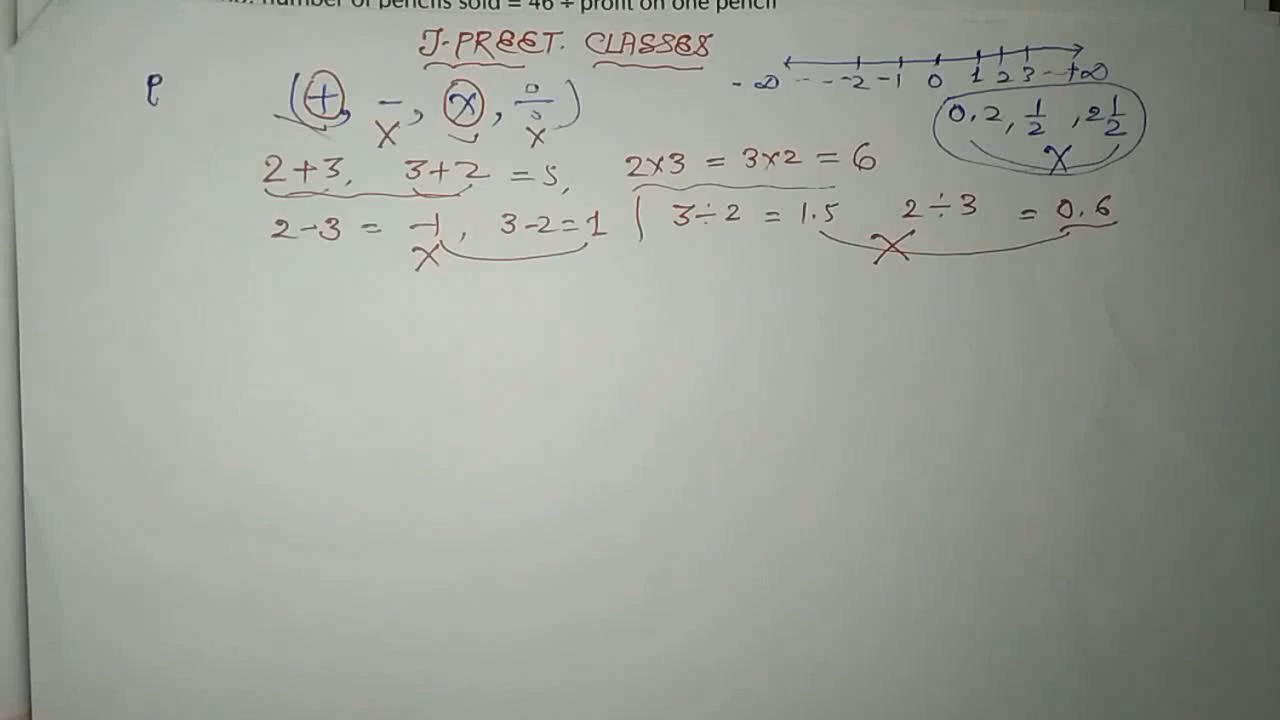 number of pencils sold = 46 ÷ profit on one pencil
J-PREET. CLASSES
(+, −, ×, ÷)
x x
-∞ --- -2 -1 0 1 2 3 --+∞
0.2, 1/2, 2 1/2
x
2+3, 3+2 = 5, 2×3 = 3×2 = 6
2-3 = -1, 3-2=1 | 3÷2 = 1.5 2÷3 = 0.6
x x